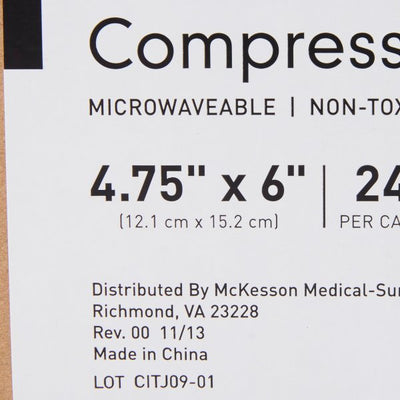 Compress
MICROWAVEABLE | NON-TOX
4.75" x 6" | 24
(12.1 cm x 15.2 cm) PER CA
Distributed By McKesson Medical-Sur
Richmond, VA 23228
Rev. 00 11/13
Made in China
LOT CITJ09-01